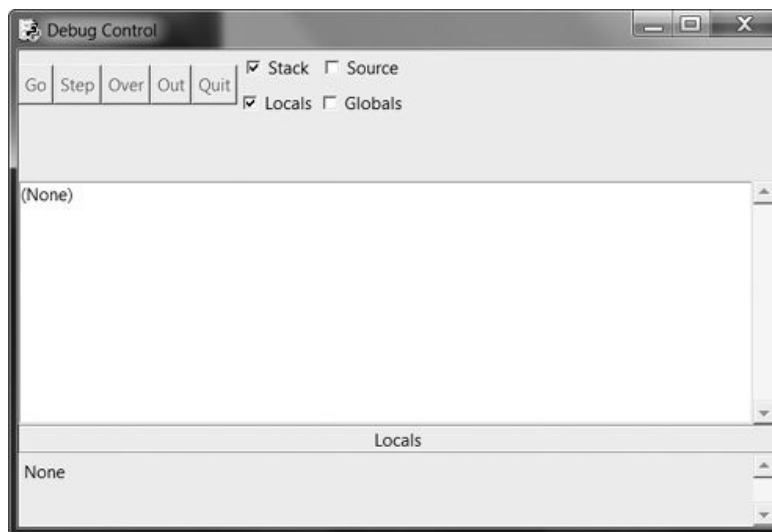 Debug Control
Go Step Over Out Quit
Stack Source
Locals Globals
(None)
Locals
None